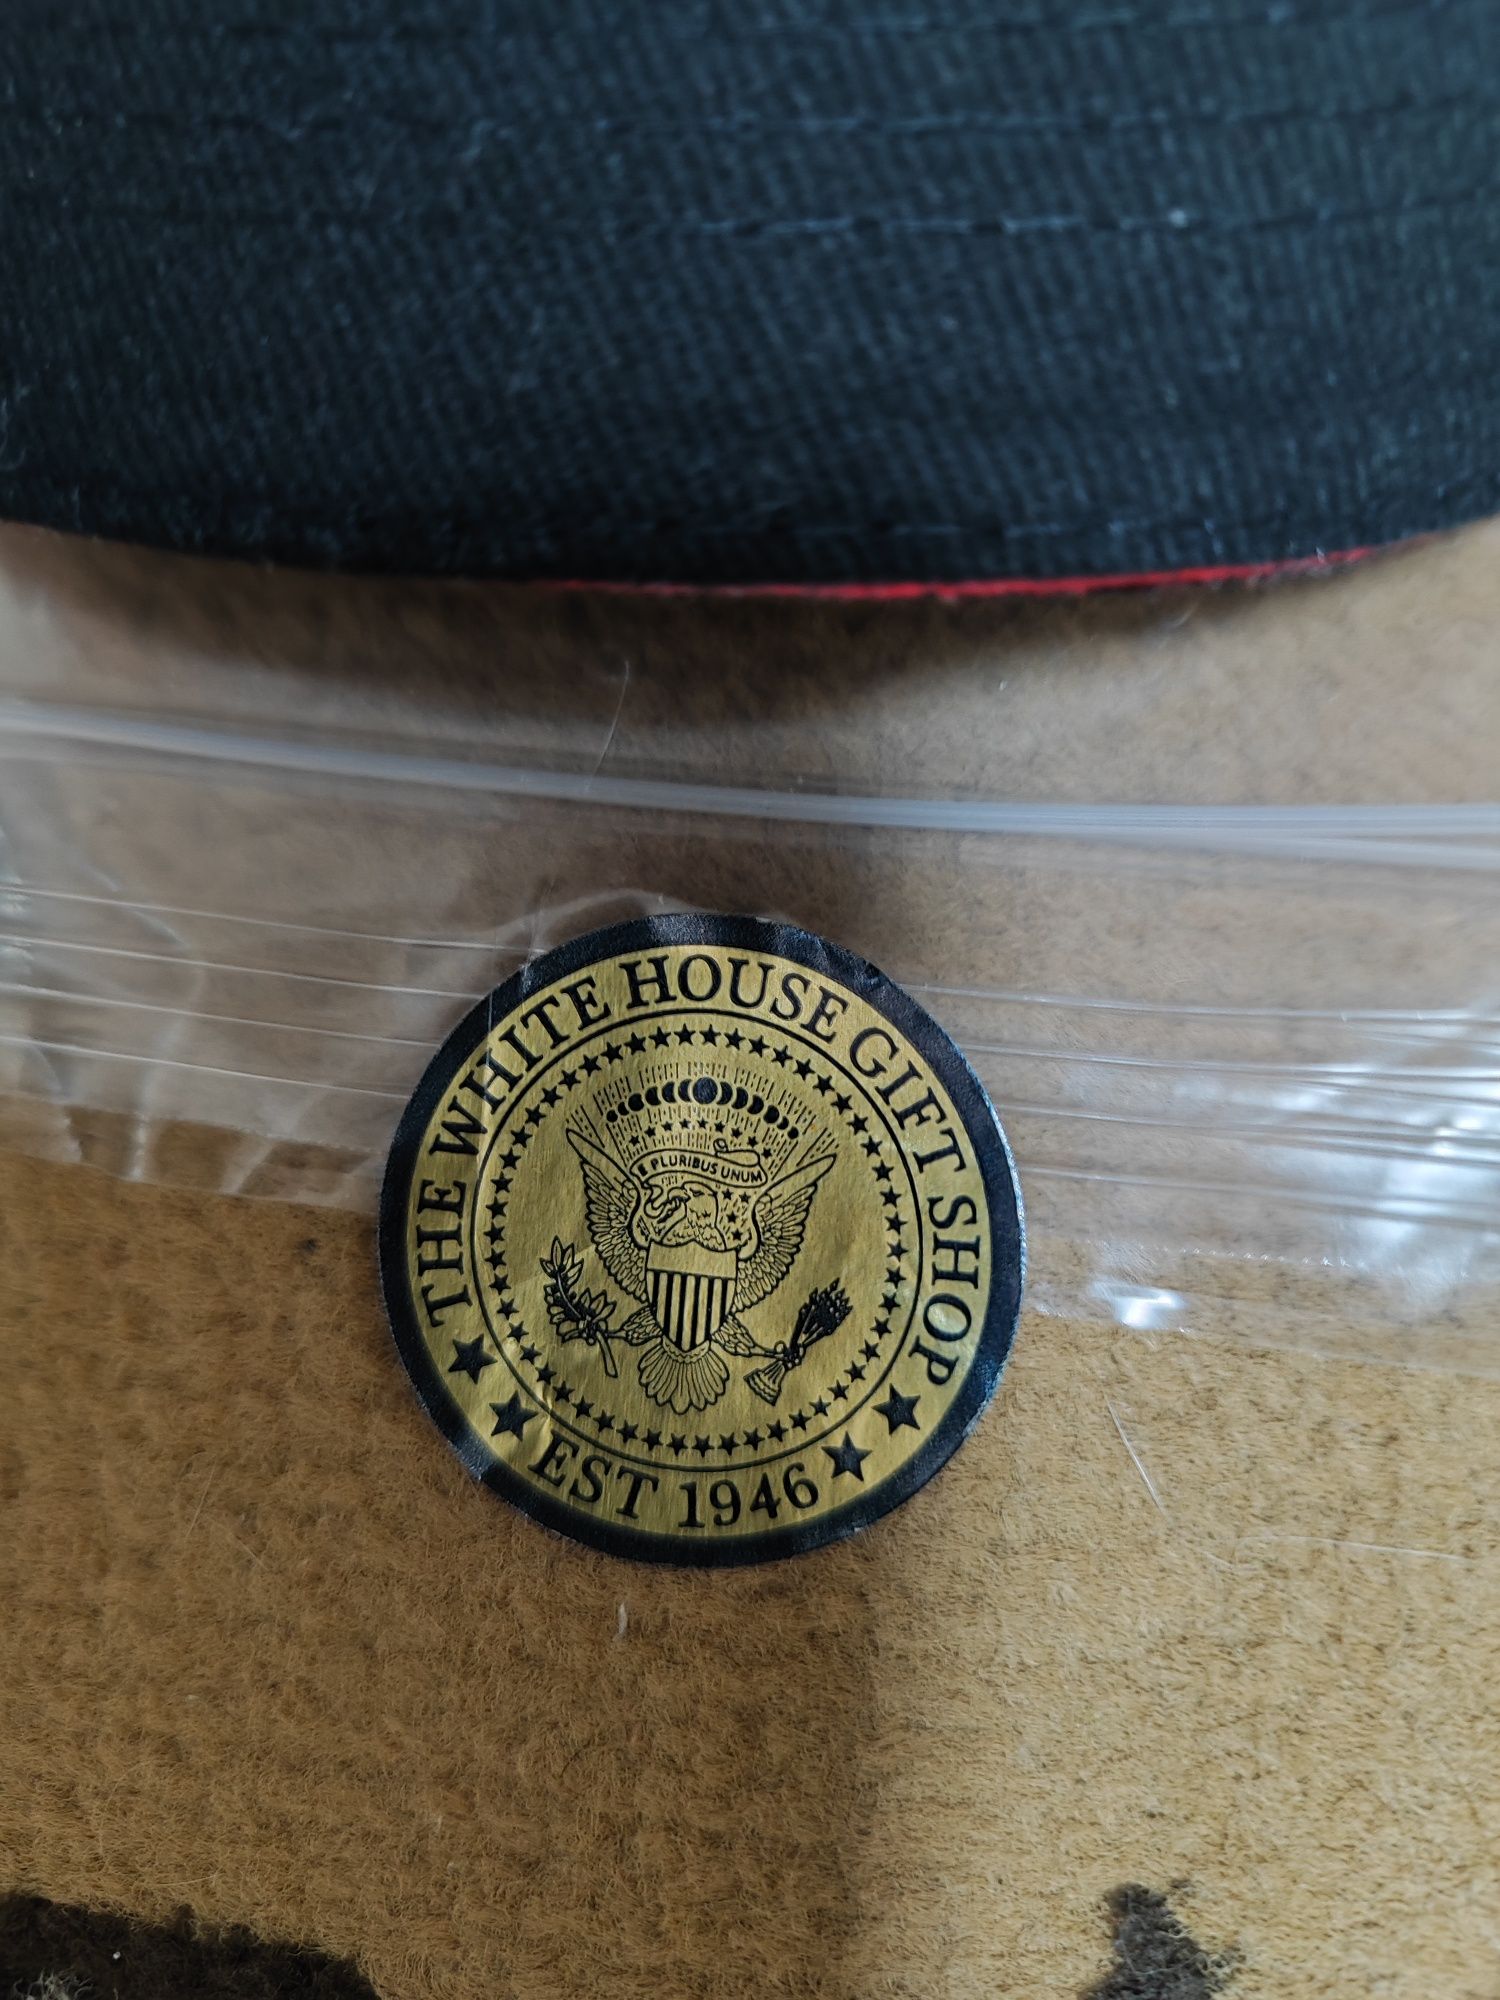 THE WHITE HOUSE GIFT SHOP
E PLURIBUS UNUM
EST 1946